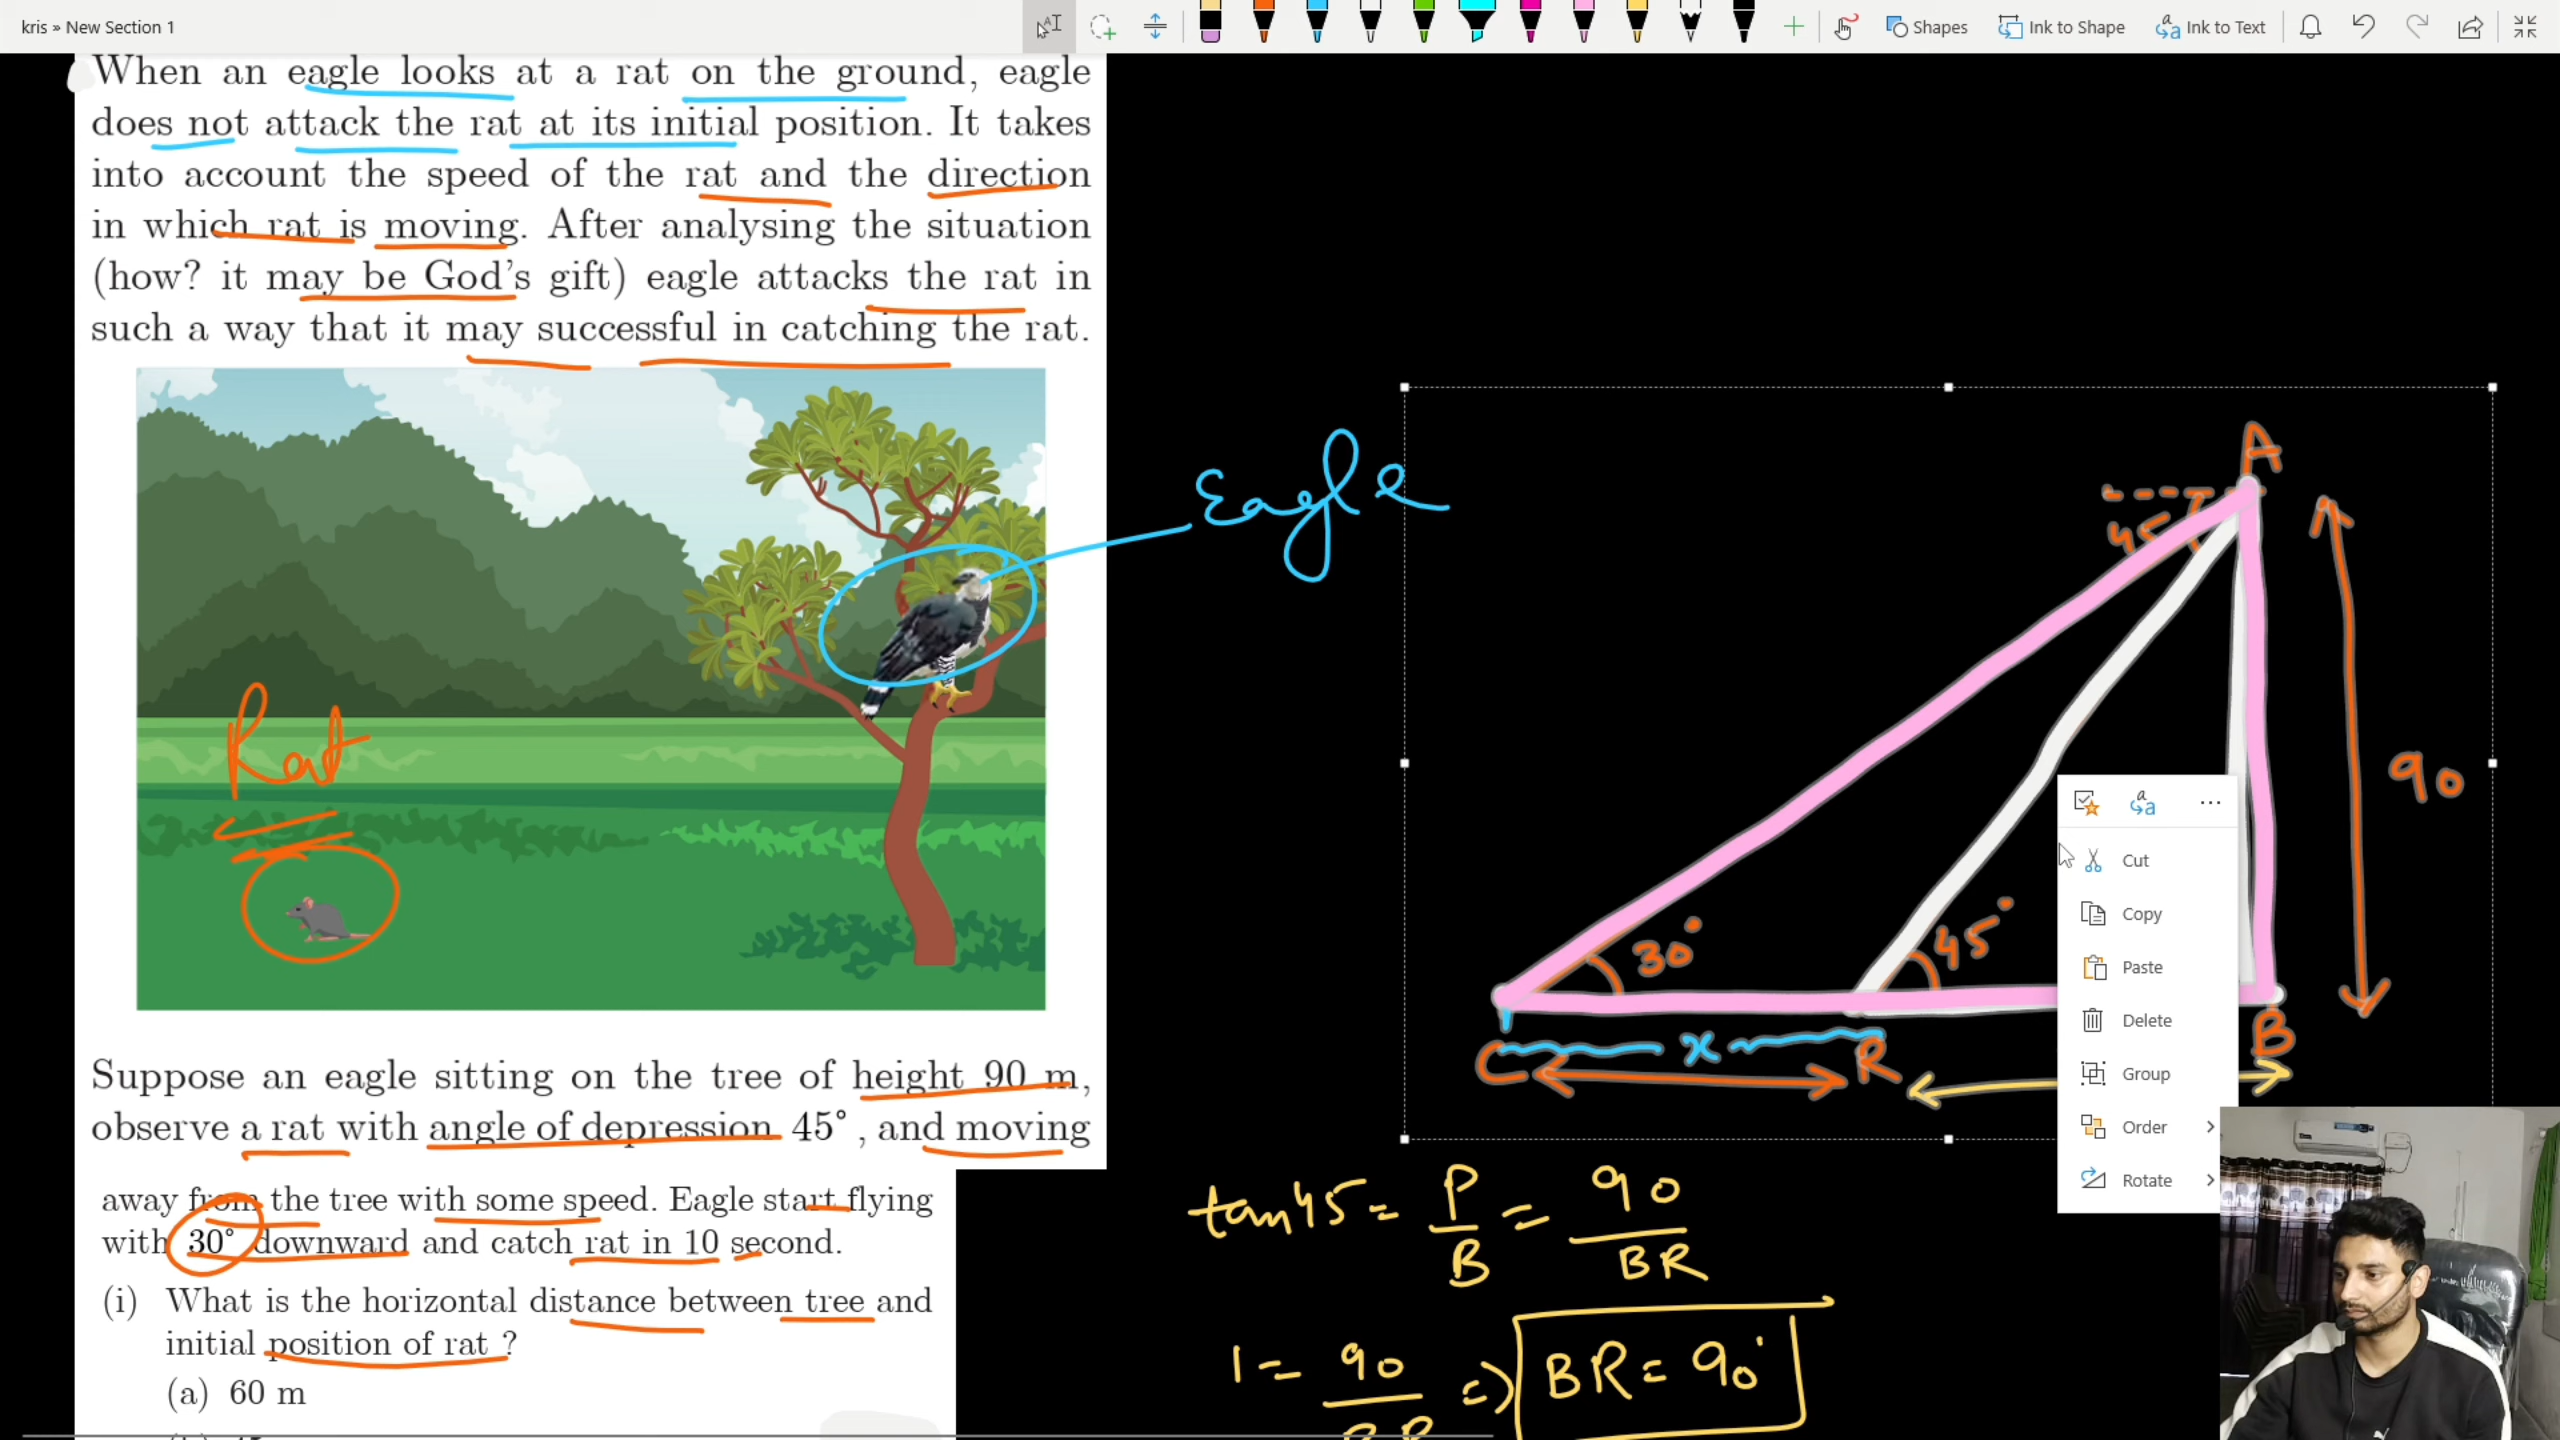 kris » New Section 1
Shapes
Ink to Shape
Ink to Text
When an eagle looks at a rat on the ground, eagle
does not attack the rat at its initial position. It takes
into account the speed of the rat and the direction
in which rat is moving. After analysing the situation
(how? it may be God's gift) eagle attacks the rat in
such a way that it may successful in catching the rat.
Eagle
Rat
A
45
90
30°
45°
C
x
R
B
Cut
Copy
Paste
Delete
Group
Order
Rotate
Suppose an eagle sitting on the tree of height 90 m,
observe a rat with angle of depression 45°, and moving
away from the tree with some speed. Eagle start flying
with 30° downward and catch rat in 10 second.
(i) What is the horizontal distance between tree and
initial position of rat ?
(a) 60 m
tan45 = P/B = 90/BR
1 = 90/BR => BR = 90